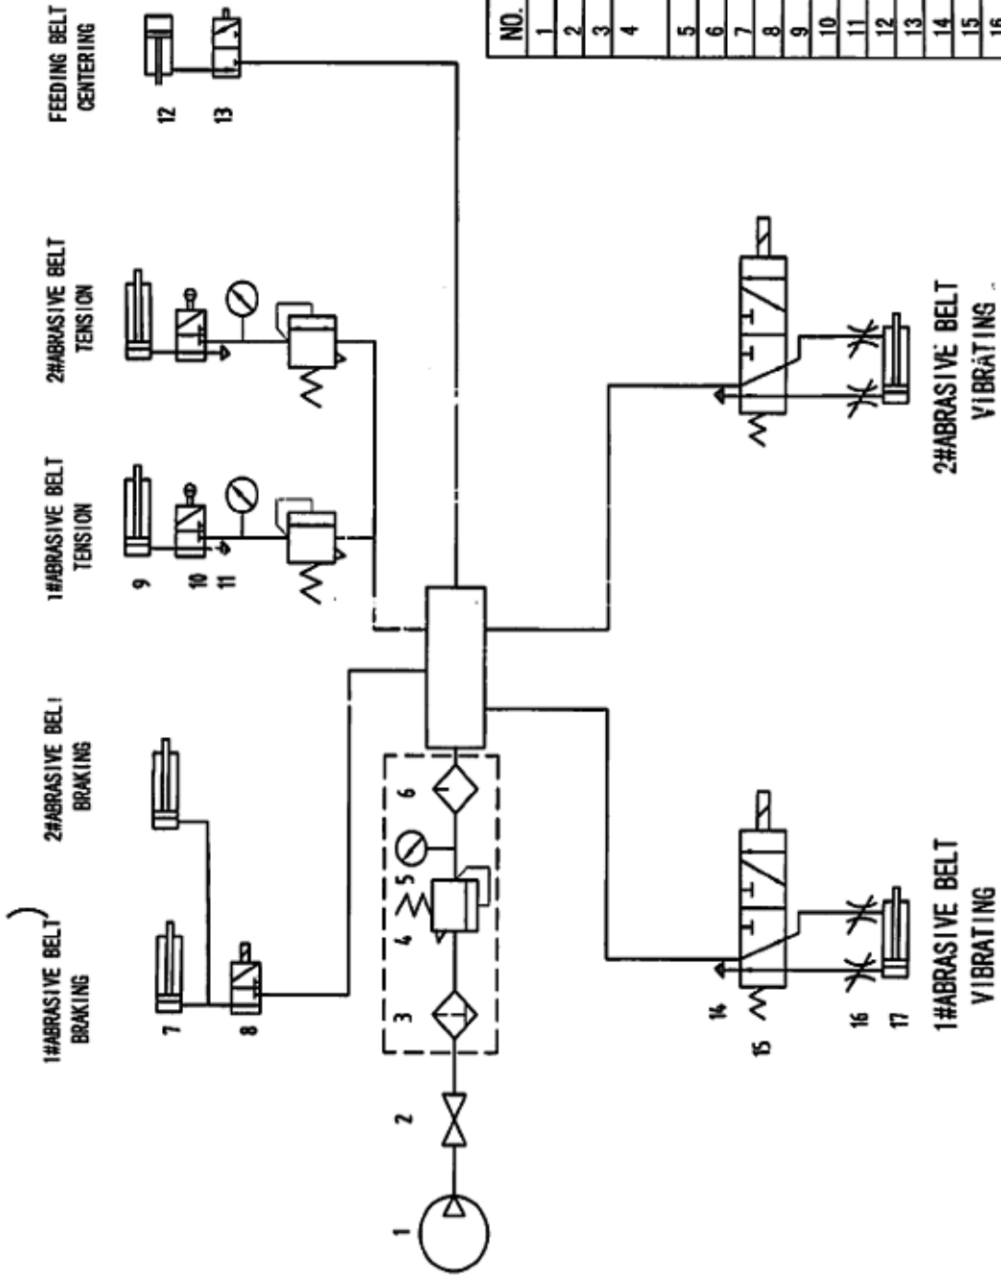 1#ABRASIVE BELT
BRAKING
2#ABRASIVE BELT
BRAKING
1#ABRASIVE BELT
TENSION
2#ABRASIVE BELT
TENSION
FEEDING BELT
CENTERING
7
8
9
10
11
12
13
1
2
3
4
5
6
14
15
16
17
1#ABRASIVE BELT
VIBRATING
2#ABRASIVE BELT
VIBRATING
NO.
1
2
3
4
5
6
7
8
9
10
11
12
13
14
15
16